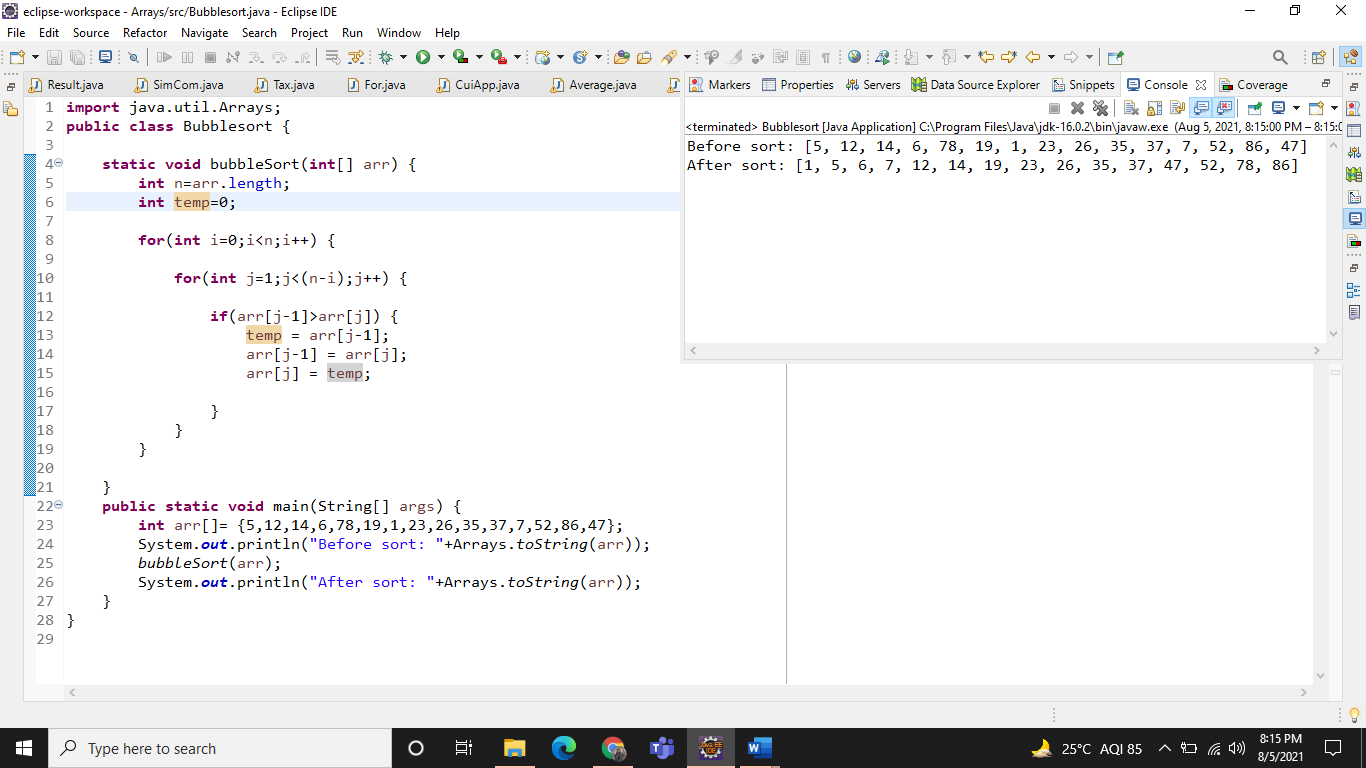 eclipse-workspace - Arrays/src/Bubblesort.java - Eclipse IDE
File Edit Source Refactor Navigate Search Project Run Window Help
Result.java SimCom.java Tax.java For.java CuiApp.java Average.java
Markers Properties Servers Data Source Explorer Snippets Console Coverage
<terminated> Bubblesort [Java Application] C:\Program Files\Java\jdk-16.0.2\bin\javaw.exe (Aug 5, 2021, 8:15:00 PM – 8:15:0
Before sort: [5, 12, 14, 6, 78, 19, 1, 23, 26, 35, 37, 7, 52, 86, 47]
After sort: [1, 5, 6, 7, 12, 14, 19, 23, 26, 35, 37, 47, 52, 78, 86]
1 import java.util.Arrays;
2 public class Bubblesort {
3
4 static void bubbleSort(int[] arr) {
5 int n=arr.length;
6 int temp=0;
7
8 for(int i=0;i<n;i++) {
9
10 for(int j=1;j<(n-i);j++) {
11
12 if(arr[j-1]>arr[j]) {
13 temp = arr[j-1];
14 arr[j-1] = arr[j];
15 arr[j] = temp;
16
17 }
18 }
19 }
20
21 }
22 public static void main(String[] args) {
23 int arr[]= {5,12,14,6,78,19,1,23,26,35,37,7,52,86,47};
24 System.out.println("Before sort: "+Arrays.toString(arr));
25 bubbleSort(arr);
26 System.out.println("After sort: "+Arrays.toString(arr));
27 }
28 }
29
Type here to search
25°C AQI 85
8:15 PM
8/5/2021